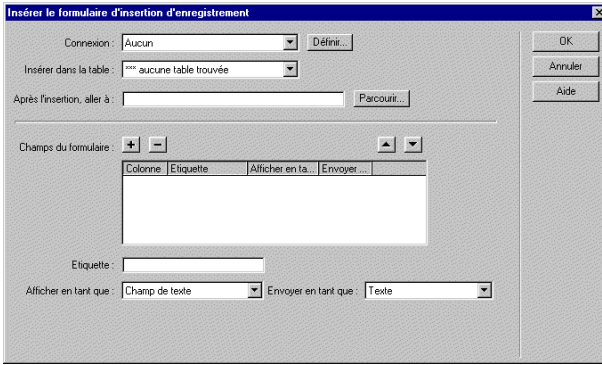 Insérer le formulaire d'insertion d'enregistrement
Connexion : Aucun Définir... OK
Insérer dans la table : *** aucune table trouvée Annuler
Après l'insertion, aller à : Parcourir... Aide
Champs du formulaire :
Colonne Etiquette Afficher en ta... Envoyer ...
Etiquette :
Afficher en tant que : Champ de texte Envoyer en tant que : Texte